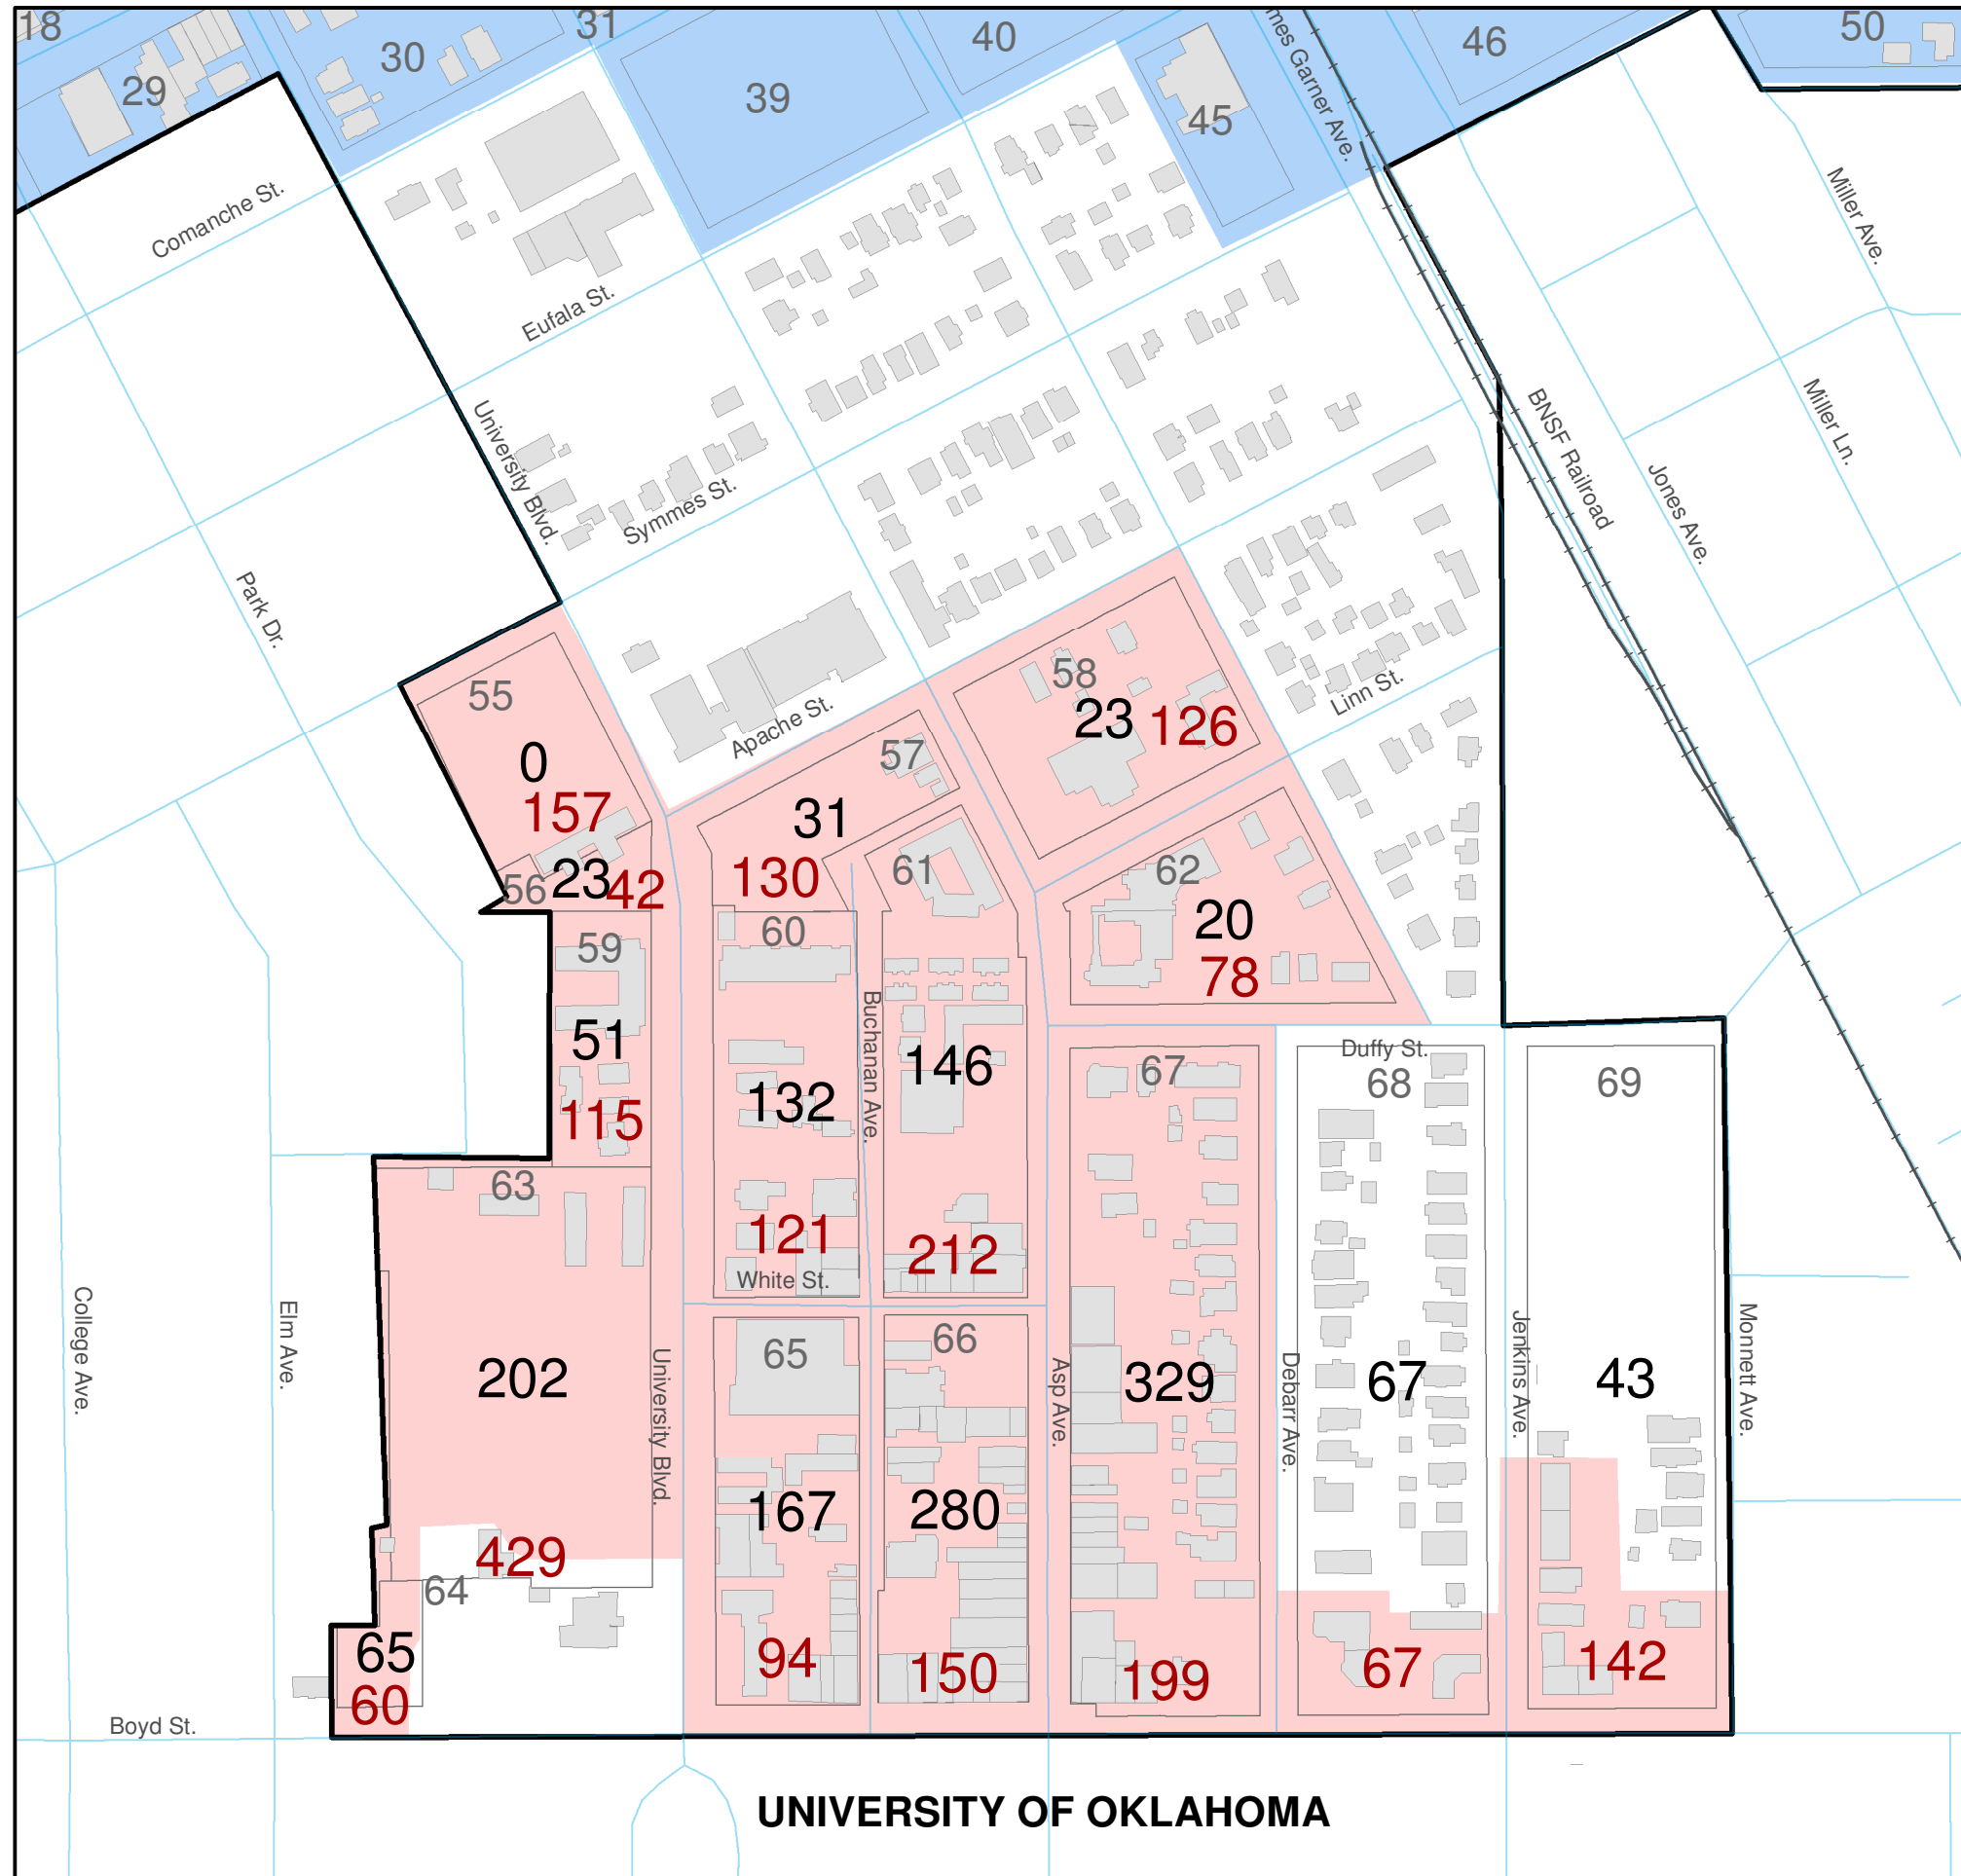 18
31
29
30
39
40
mes Garner Ave.
45
46
50
Comanche St.
Miller Ave.
Eufala St.
University Blvd.
Symmes St.
BNSF Railroad
Miller Ln.
Jones Ave.
Park Dr.
Apache St.
Linn St.
55
0
157
56
23
42
57
31
130
58
23
126
59
51
115
60
132
121
61
146
212
62
20
78
Buchanan Ave.
White St.
Duffy St.
63
202
429
64
65
60
65
167
94
66
280
150
67
329
199
68
67
67
69
43
142
College Ave.
Elm Ave.
University Blvd.
Asp Ave.
Debarr Ave.
Jenkins Ave.
Monnett Ave.
Boyd St.
UNIVERSITY OF OKLAHOMA